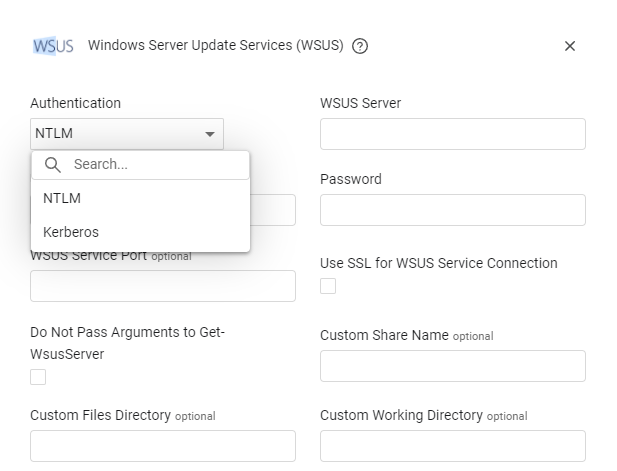 WSUS Windows Server Update Services (WSUS) ?
Authentication
NTLM
Search...
NTLM
Kerberos
WSUS Server
Password
WSUS Service Port optional
Use SSL for WSUS Service Connection
Do Not Pass Arguments to Get-
WsusServer
Custom Share Name optional
Custom Files Directory optional
Custom Working Directory optional